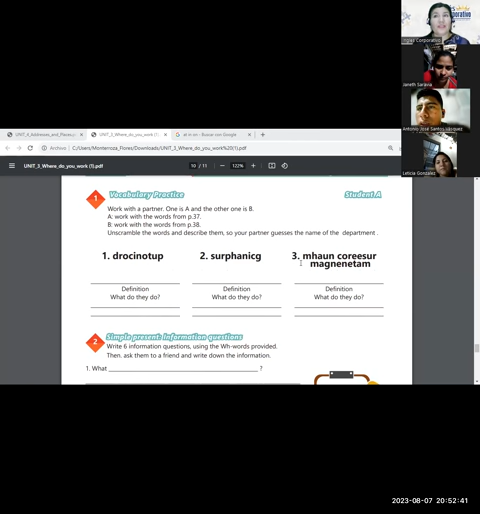 Inglés Corporativo
Janeth Saravia
Antonio José Santos Vásquez
Leticia Gonzalez
UNIT_3_Where_do_you_work (1)
at in on - Buscar con Google
Archivo
C:/Users/Monterroza_Flores/Downloads/UNIT_3_Where_do_you_work%20(1).pdf
UNIT_3_Where_do_you_work (1).pdf
10 / 11
122%
1
Vocabulary Practice
Student A
Work with a partner. One is A and the other one is B.
A: work with the words from p.37.
B: work with the words from p.38.
Unscramble the words and describe them, so your partner guesses the name of the department .
1. drocinotup
2. surphanicg
3. mhaun coreesur
magnenetam
Definition
What do they do?
Definition
What do they do?
Definition
What do they do?
2
Simple present: Information questions
Write 6 information questions, using the Wh-words provided.
Then, ask them to a friend and write down the information.
1. What ?
2023-08-07 20:52:41